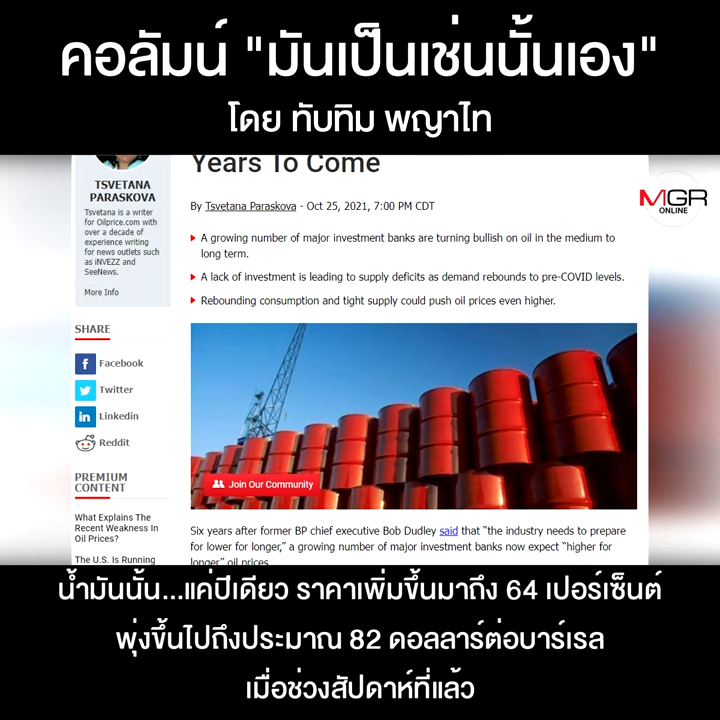 คอลัมน์ "มันเป็นเช่นนั้นเอง"
โดย ทับทิม พญาไท
MGR
ONLINE
Years To Come
TSVETANA
PARASKOVA
Tsvetana is a writer
for Oilprice.com with
over a decade of
experience writing
for news outlets such
as iNVEZZ and
SeeNews.
More Info
By Tsvetana Paraskova - Oct 25, 2021, 7:00 PM CDT
A growing number of major investment banks are turning bullish on oil in the medium to
long term.
A lack of investment is leading to supply deficits as demand rebounds to pre-COVID levels.
Rebounding consumption and tight supply could push oil prices even higher.
SHARE
Facebook
Twitter
Linkedin
Reddit
Join Our Community
PREMIUM
CONTENT
What Explains The
Recent Weakness In
Oil Prices?
The U.S. Is Running
Six years after former BP chief executive Bob Dudley said that “the industry needs to prepare
for lower for longer,” a growing number of major investment banks now expect “higher for
longer” oil prices
น้ำมันนั้น...แค่ปีเดียว ราคาเพิ่มขึ้นมาถึง 64 เปอร์เซ็นต์
พุ่งขึ้นไปถึงประมาณ 82 ดอลลาร์ต่อบาร์เรล
เมื่อช่วงสัปดาห์ที่แล้ว